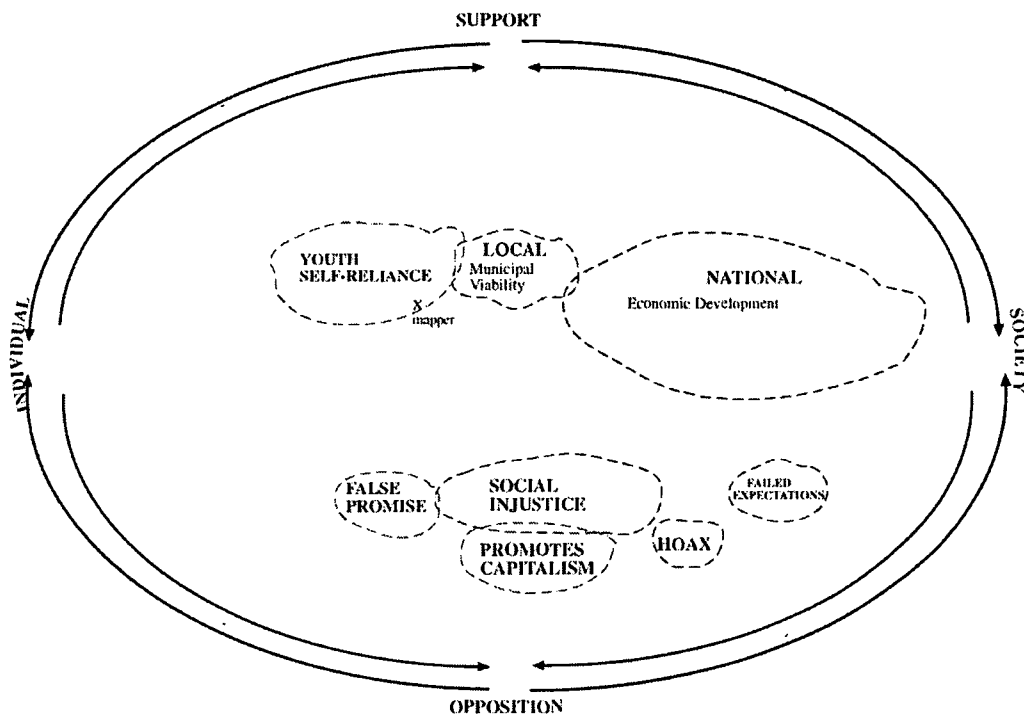 SUPPORT
YOUTH
SELF-RELIANCE
X
mapper
LOCAL
Municipal
Viability
NATIONAL
Economic Development
INDIVIDUAL
SOCIETY
FALSE
PROMISE
SOCIAL
INJUSTICE
PROMOTES
CAPITALISM
HOAX
FAILED
EXPECTATIONS
OPPOSITION